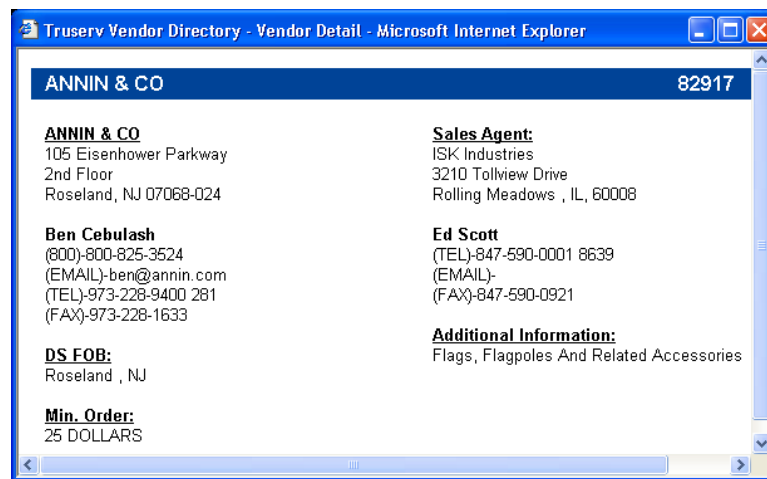 Truserv Vendor Directory - Vendor Detail - Microsoft Internet Explorer
ANNIN & CO 82917
ANNIN & CO
105 Eisenhower Parkway
2nd Floor
Roseland, NJ 07068-024
Ben Cebulash
(800)-800-825-3524
(EMAIL)-ben@annin.com
(TEL)-973-228-9400 281
(FAX)-973-228-1633
DS FOB:
Roseland , NJ
Min. Order:
25 DOLLARS
Sales Agent:
ISK Industries
3210 Tollview Drive
Rolling Meadows , IL, 60008
Ed Scott
(TEL)-847-590-0001 8639
(EMAIL)-
(FAX)-847-590-0921
Additional Information:
Flags, Flagpoles And Related Accessories